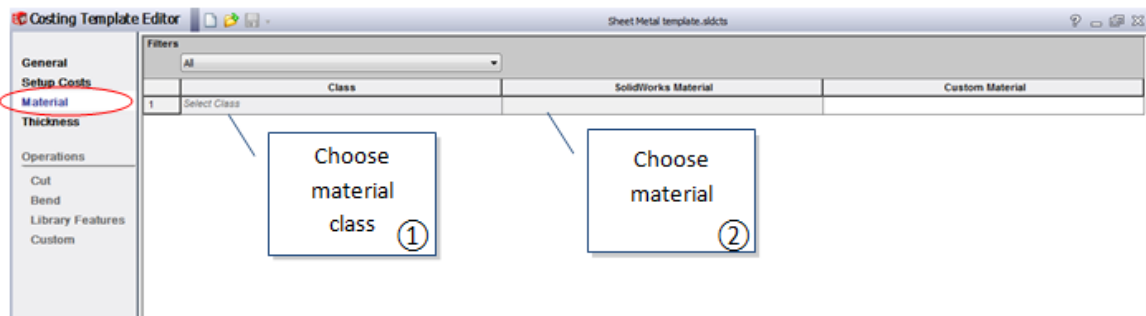 Costing Template Editor
Sheet Metal template.sldcts
General
Setup Costs
Material
Thickness
Operations
Cut
Bend
Library Features
Custom
Filters
All
Class SolidWorks Material Custom Material
1 Select Class
Choose
material
class
①
Choose
material
②